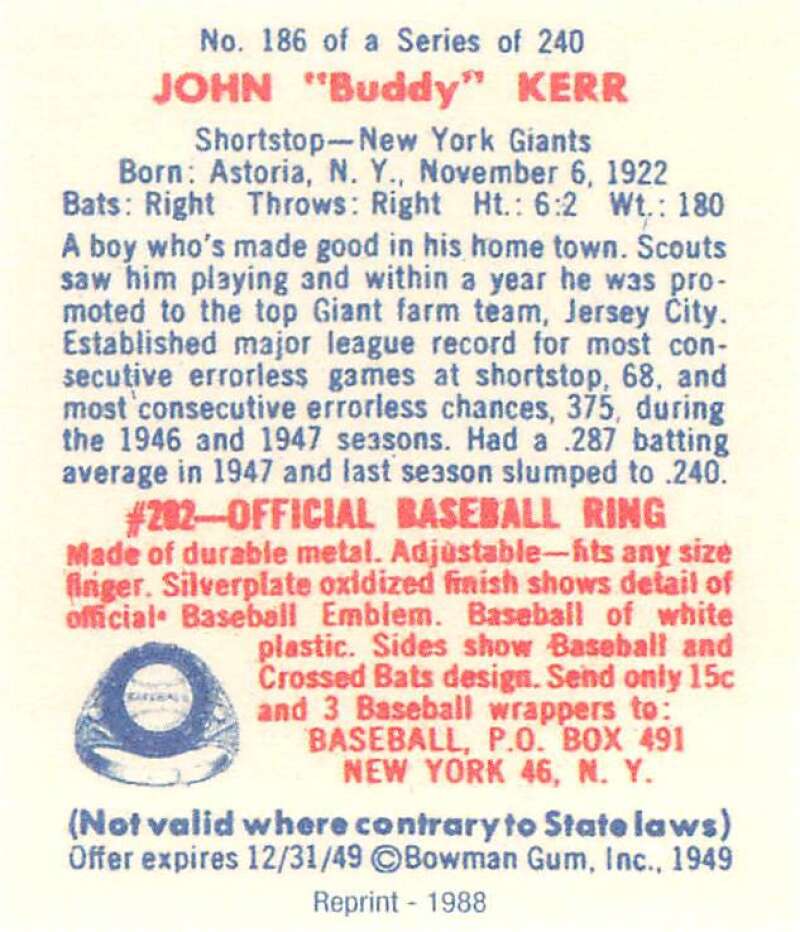 No. 186 of a Series of 240
JOHN "Buddy" KERR
Shortstop—New York Giants
Born: Astoria, N. Y., November 6, 1922
Bats: Right Throws: Right Ht.: 6:2 Wt.: 180
A boy who's made good in his home town. Scouts
saw him playing and within a year he was pro-
moted to the top Giant farm team, Jersey City.
Established major league record for most con-
secutive errorless games at shortstop, 68, and
most consecutive errorless chances, 375, during
the 1946 and 1947 seasons. Had a .287 batting
average in 1947 and last season slumped to .240.
#202—OFFICIAL BASEBALL RING
Made of durable metal. Adjustable—fits any size
finger. Silverplate oxidized finish shows detail of
official Baseball Emblem. Baseball of white
plastic. Sides show Baseball and
Crossed Bats design. Send only 15c
and 3 Baseball wrappers to:
BASEBALL
BASEBALL, P.O. BOX 491
NEW YORK 46, N. Y.
(Not valid where contrary to State laws)
Offer expires 12/31/49 ©Bowman Gum, Inc., 1949
Reprint - 1988